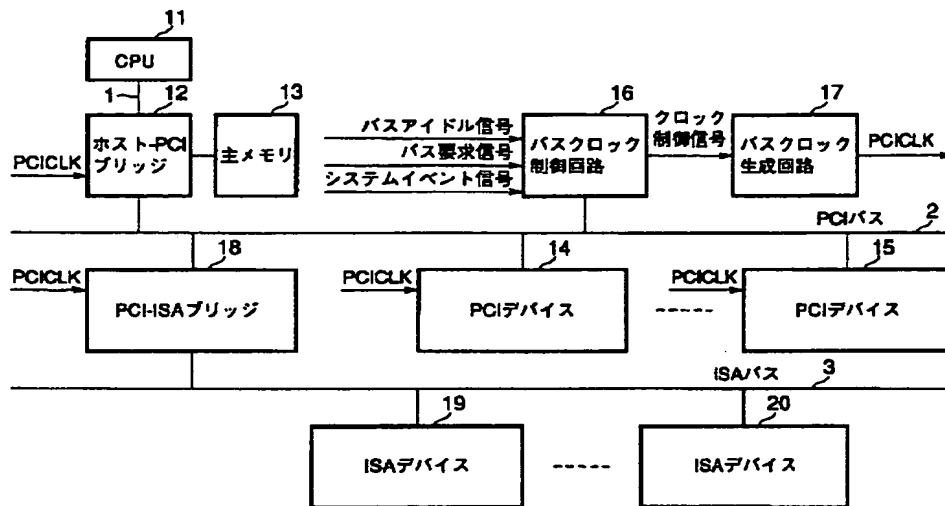 11
CPU
1
12
13
16
17
ホスト-PCI
ブリッジ
主メモリ
PCICLK
バスアイドル信号
バス要求信号
システムイベント信号
バスクロック
制御回路
クロック
制御信号
バスクロック
生成回路
PCICLK
PCIバス
2
18
14
15
PCICLK
PCI-ISAブリッジ
PCICLK
PCIデバイス
PCICLK
PCIデバイス
ISAバス
3
19
20
ISAデバイス
ISAデバイス